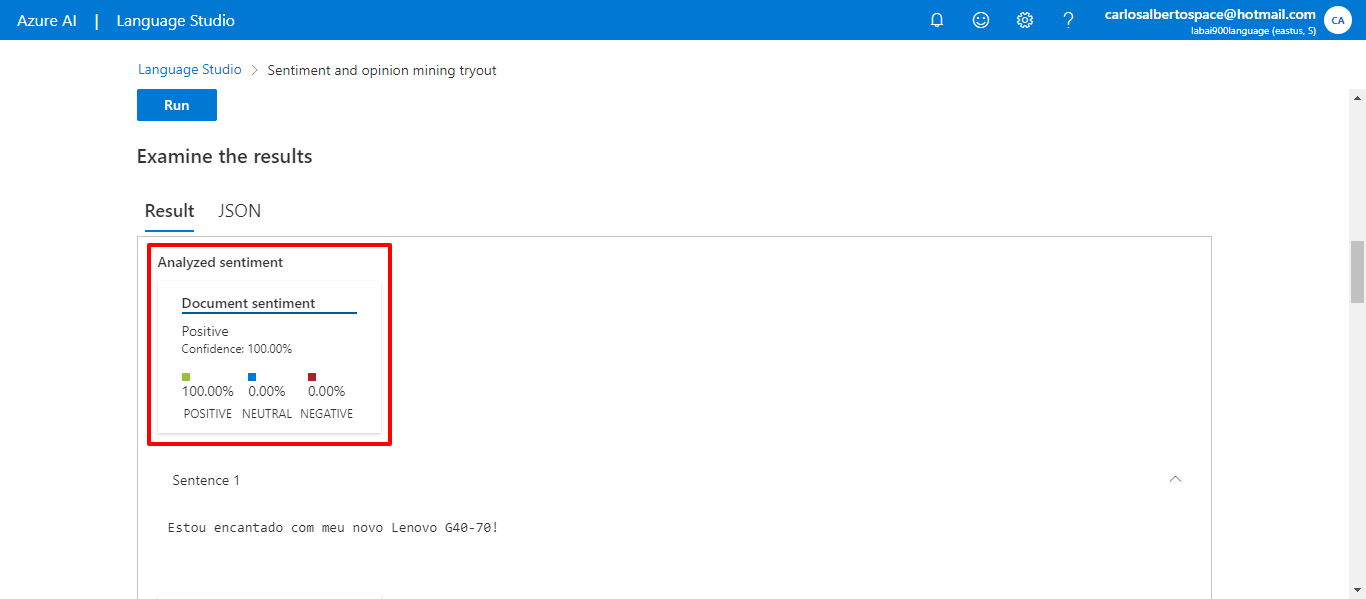 Azure AI | Language Studio
carlosalbertospace@hotmail.com
labai900language (eastus, S)
CA
Language Studio > Sentiment and opinion mining tryout
Run
Examine the results
Result JSON
Analyzed sentiment
Document sentiment
Positive
Confidence: 100.00%
100.00% 0.00% 0.00%
POSITIVE NEUTRAL NEGATIVE
Sentence 1
Estou encantado com meu novo Lenovo G40-70!